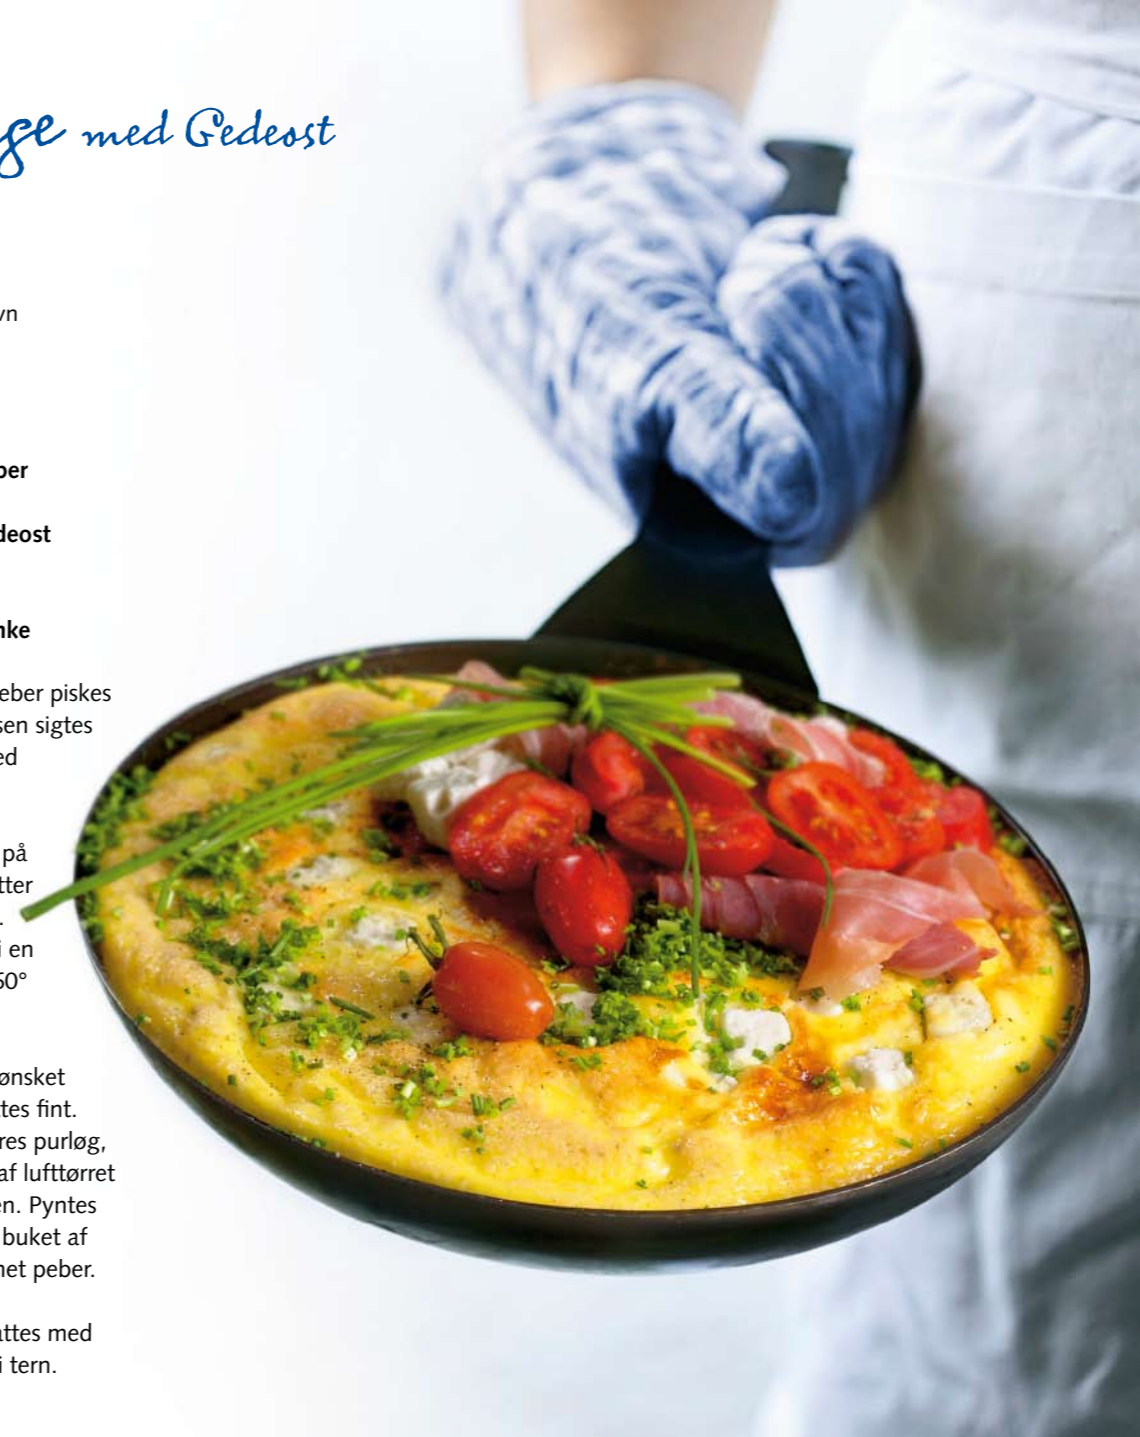 ge med Gedeost
vn
ber
deost
nke
eber piskes
sen sigtes
ed
på
tter
.
i en
50°
ønsket
tes fint.
res purløg,
af lufttørret
en. Pyntes
buket af
net peber.
attes med
i tern.